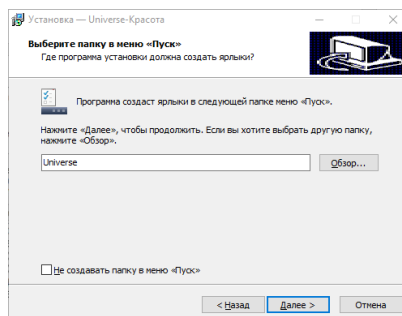 Установка — Universe-Красота
Выберите папку в меню «Пуск»
Где программа установки должна создать ярлыки?
Программа создаст ярлыки в следующей папке меню «Пуск».
Нажмите «Далее», чтобы продолжить. Если вы хотите выбрать другую папку,
нажмите «Обзор».
Universe
Обзор...
Не создавать папку в меню «Пуск»
< Назад
Далее >
Отмена